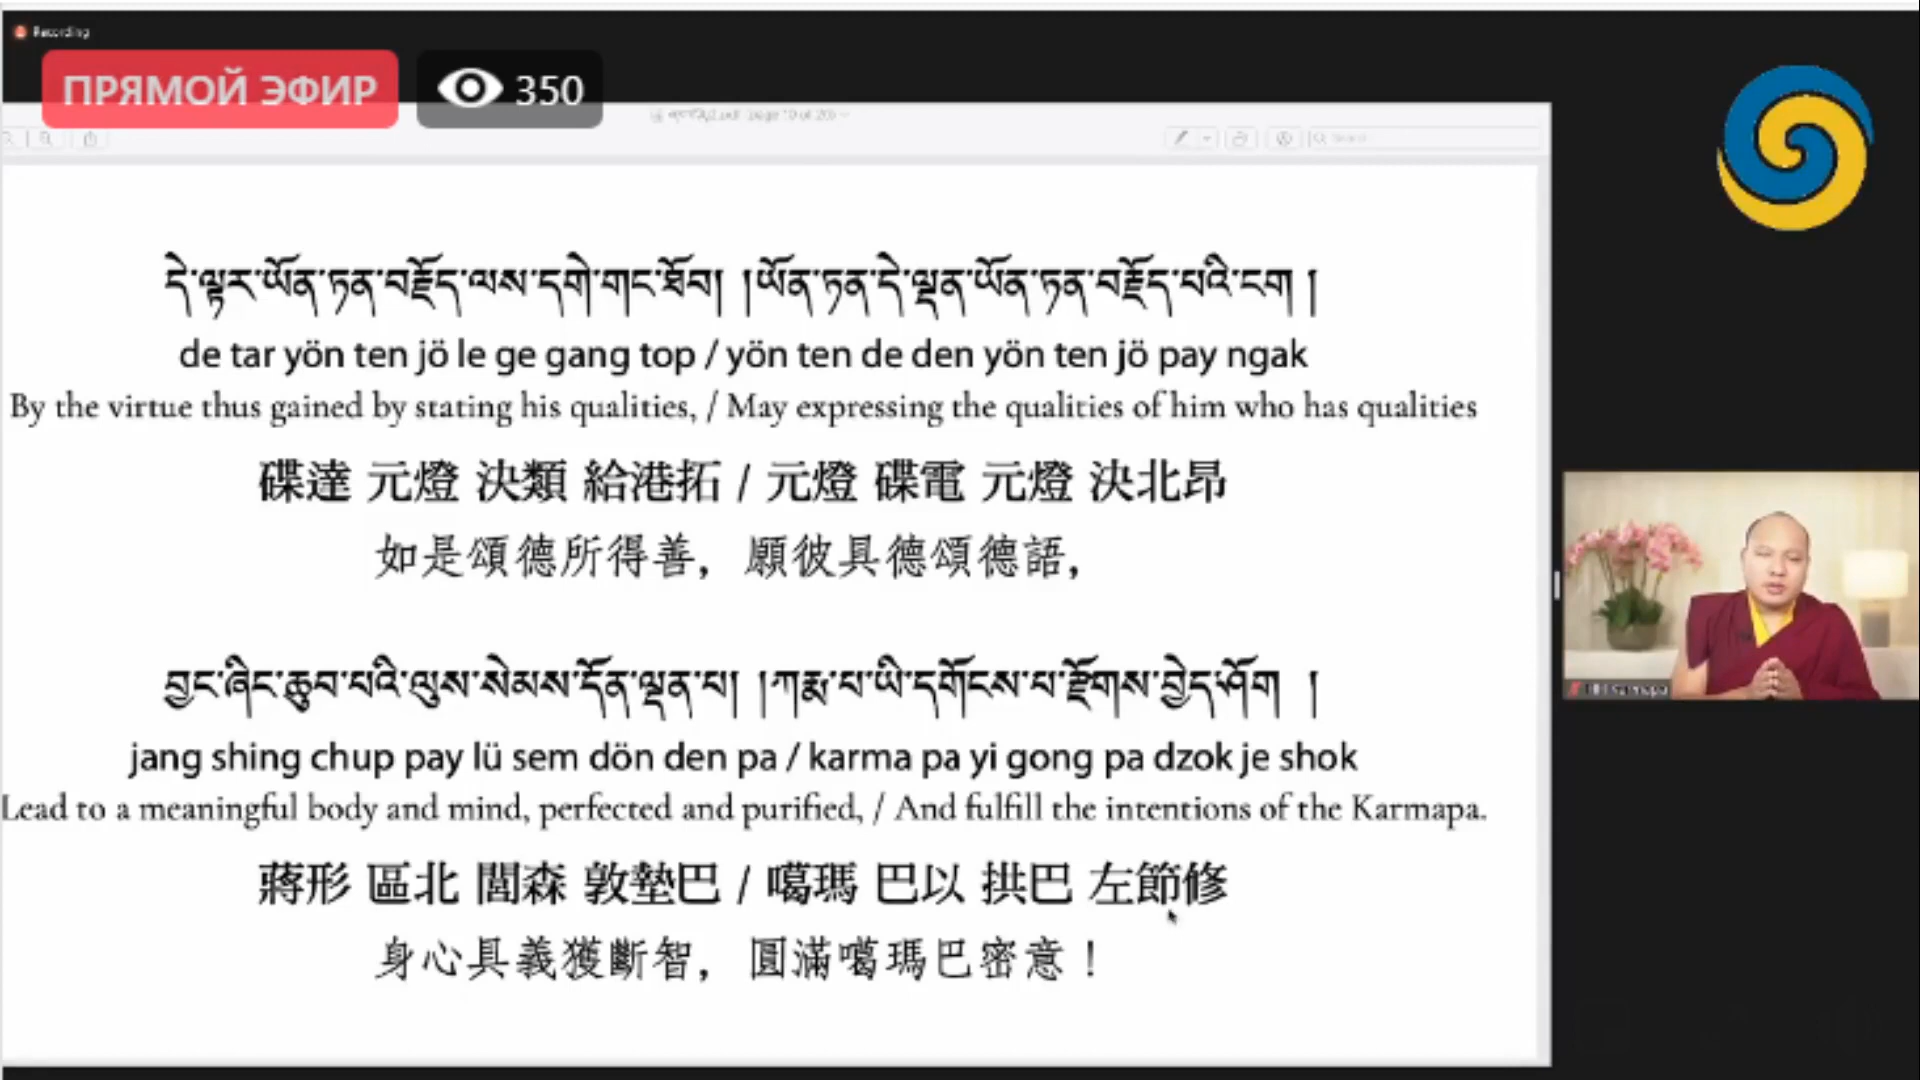 Recording
ПРЯМОЙ ЭФИР
350
དེ་ལྟར་ཡོན་ཏན་བརྗོད་ལས་དགེ་གང་ཐོབ། །ཡོན་ཏན་དེ་ལྡན་ཡོན་ཏན་བརྗོད་པའི་ངག །
de tar yön ten jö le ge gang top / yön ten de den yön ten jö pay ngak
By the virtue thus gained by stating his qualities, / May expressing the qualities of him who has qualities
碟達 元燈 決類 給港拓 / 元燈 碟電 元燈 決北昂
如是頌德所得善，願彼具德頌德語，
བྱང་ཞིང་ཆུབ་པའི་ལུས་སེམས་དོན་ལྡན་པ། །ཀརྨ་པ་ཡི་དགོངས་པ་རྫོགས་བྱེད་ཤོག །
jang shing chup pay lü sem dön den pa / karma pa yi gong pa dzok je shok
Lead to a meaningful body and mind, perfected and purified, / And fulfill the intentions of the Karmapa.
蔣形 區北 閭森 敦墊巴 / 噶瑪 巴以 拱巴 左節修
身心具義獲斷智，圓滿噶瑪巴密意！
Karmapa